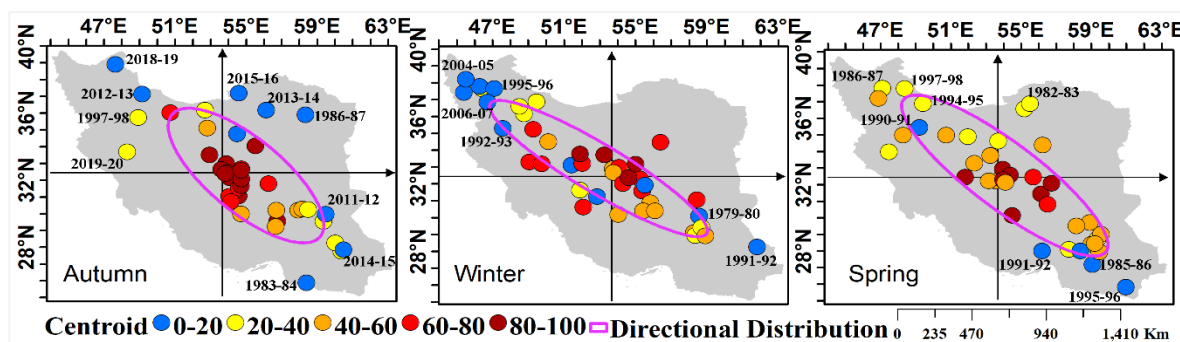 51°E 55°E 59°E 63°E 51°E 55°E 59°E 63°E 51°E 55°E 59°E 63°E
40°N 36°N 32°N 28°N
2018-19
2012-13
1997-98
2019-20
2015-16
2013-14
1986-87
2011-12
2014-15
1983-84
Autumn
40°N 36°N 32°N 28°N
2004-05
1995-96
2006-07
1992-93
1979-80
1991-92
Winter
40°N 36°N 32°N 28°N
1986-87
1997-98
1994-95
1990-91
1982-83
1991-92
1985-86
1995-96
Spring
Centroid 0-20 20-40 40-60 60-80 80-100 Directional Distribution
0 235 470 940 1,410 Km